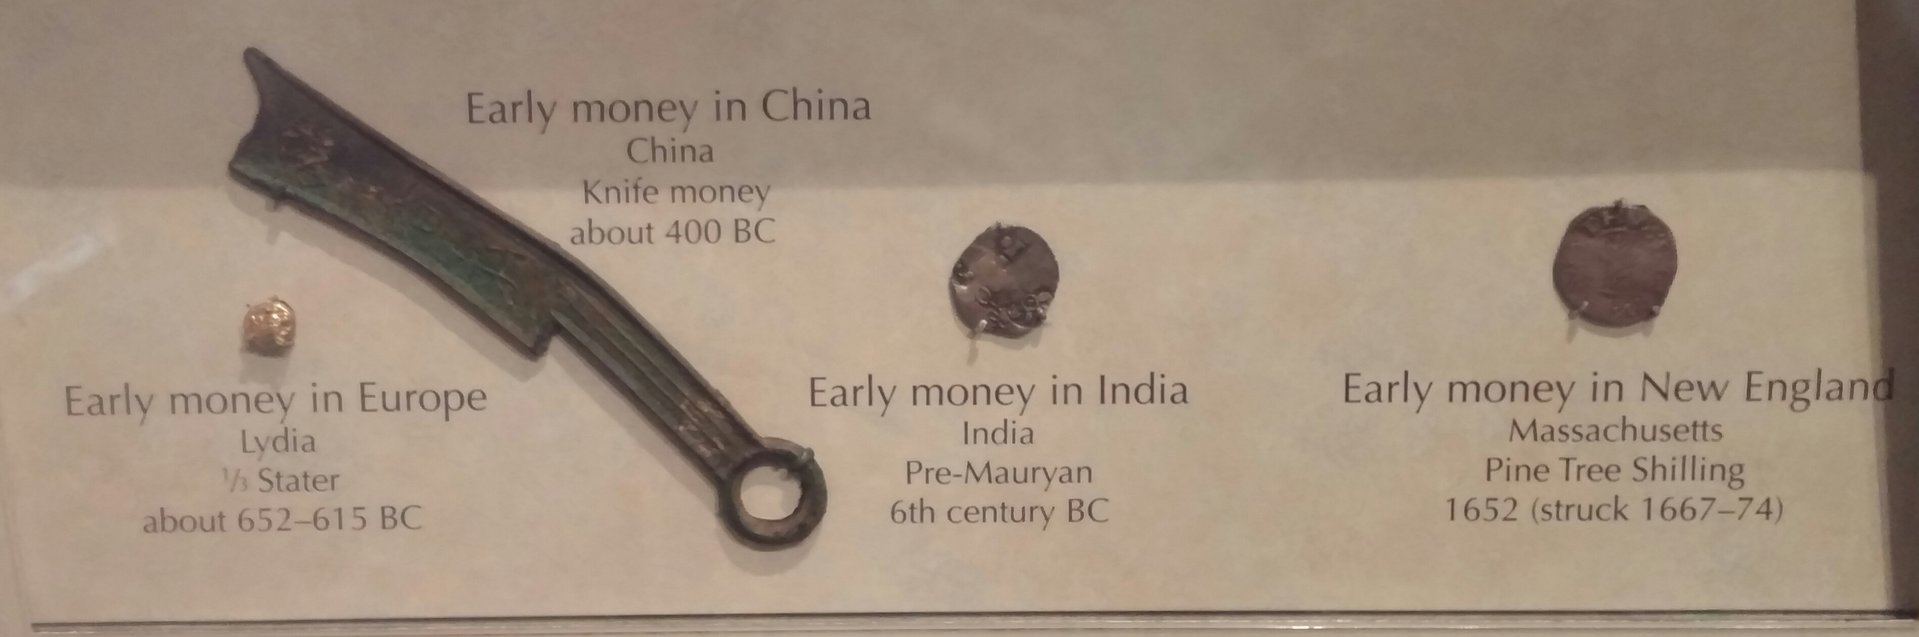 Early money in China
China
Knife money
about 400 BC
Early money in Europe
Lydia
⅓ Stater
about 652–615 BC
Early money in India
India
Pre-Mauryan
6th century BC
Early money in New England
Massachusetts
Pine Tree Shilling
1652 (struck 1667–74)